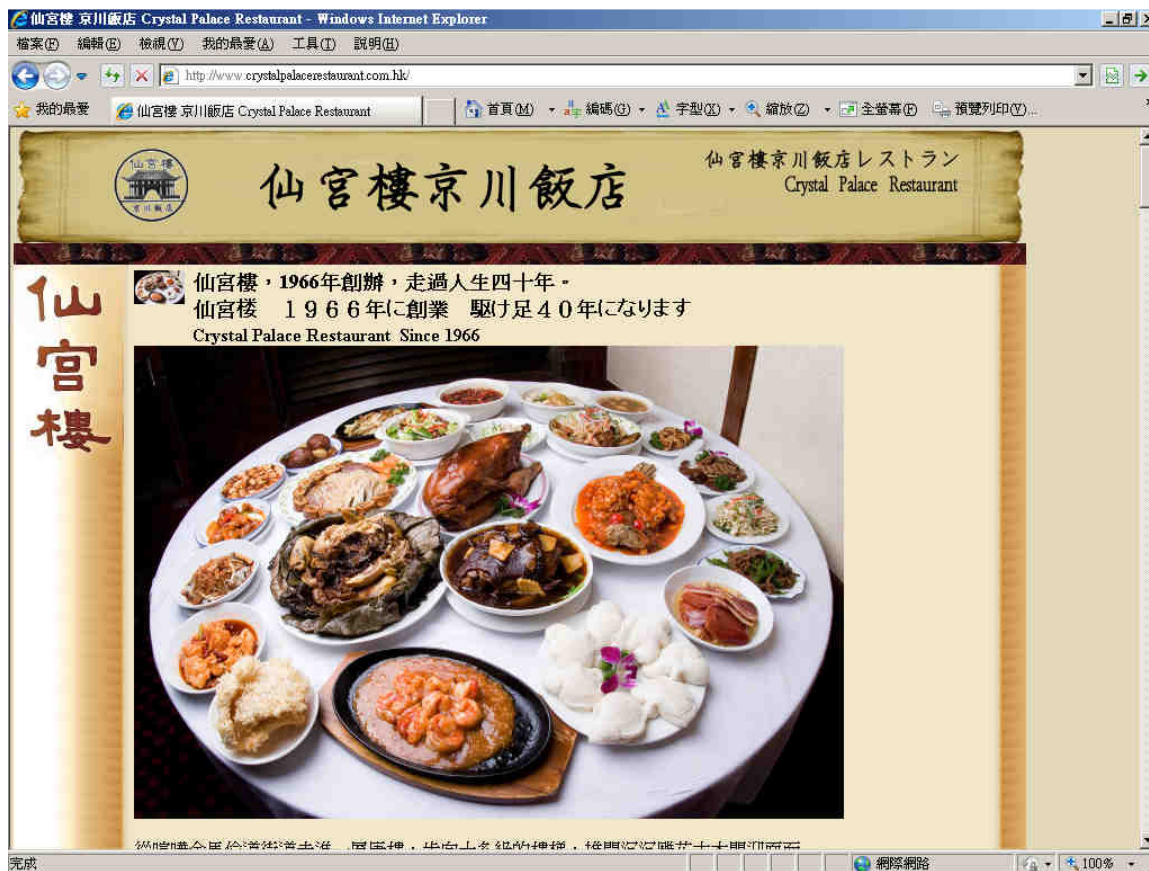 仙宮樓 京川飯店 Crystal Palace Restaurant - Windows Internet Explorer
檔案(F) 編輯(E) 檢視(V) 我的最愛(A) 工具(T) 說明(H)
http://www.crystalpalacerestaurant.com.hk/
我的最愛 仙宮樓 京川飯店 Crystal Palace Restaurant 首頁(M) 編碼(G) 字型(X) 縮放(Z) 全螢幕(F) 預覽列印(V)...
仙宮樓
京川飯店
仙宮樓京川飯店
仙宮樓京川飯店レストラン
Crystal Palace Restaurant
仙宮樓
仙宮樓，1966年創辦，走過人生四十年。
仙宮楼　１９６６年に創業　駆け足４０年になります
Crystal Palace Restaurant Since 1966
完成 網際網路 100%